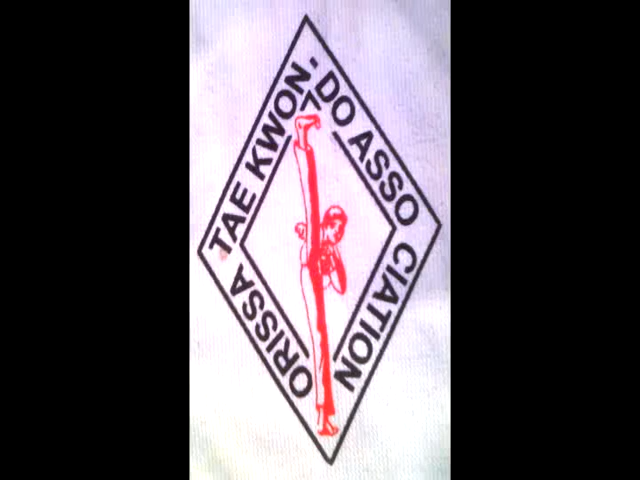 ORISSA
TAE KWON-
DO ASSO
CIATION